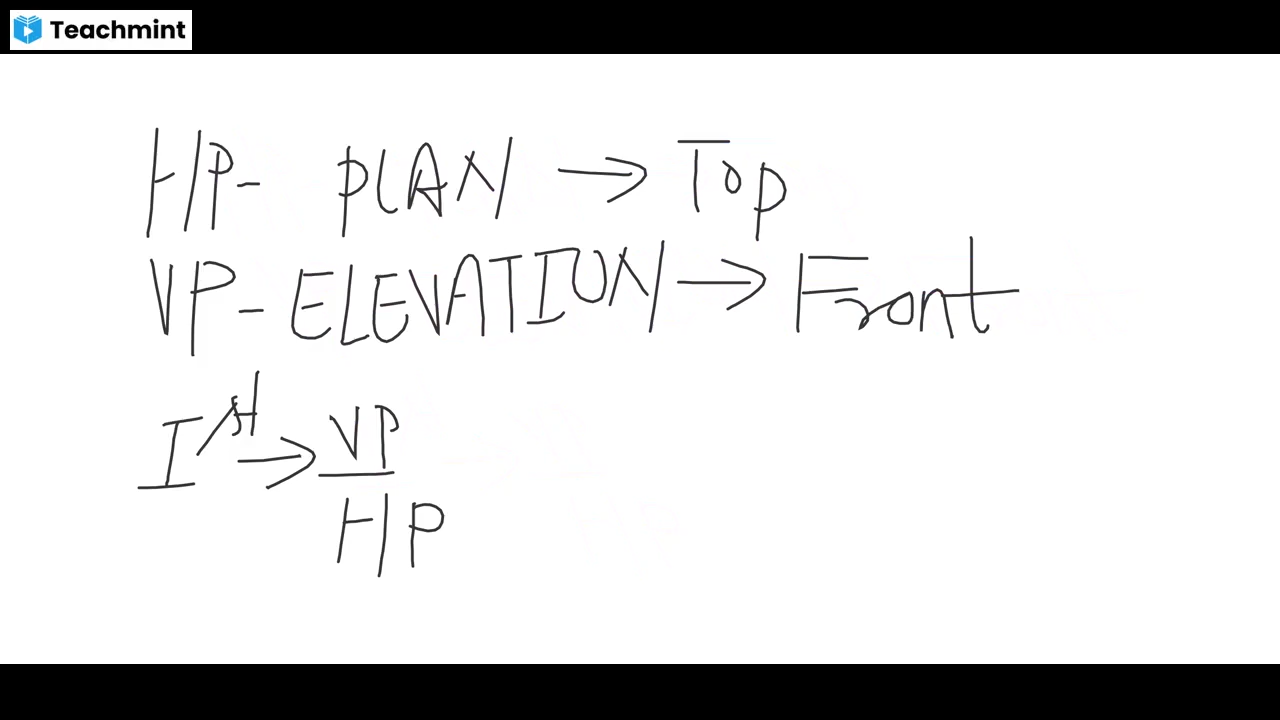 Teachmint
HP- PLAN → Top
VP- ELEVATION → Front
Ist → VP
HP